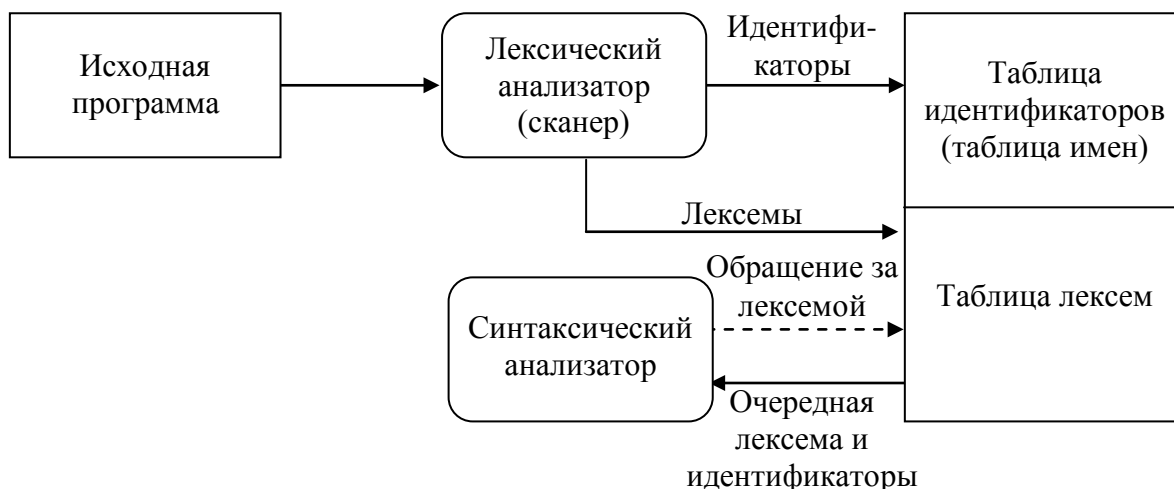 Исходная
программа
Лексический
анализатор
(сканер)
Идентифи-
каторы
Таблица
идентификаторов
(таблица имен)
Лексемы
Обращение за
лексемой
Таблица лексем
Синтаксический
анализатор
Очередная
лексема и
идентификаторы